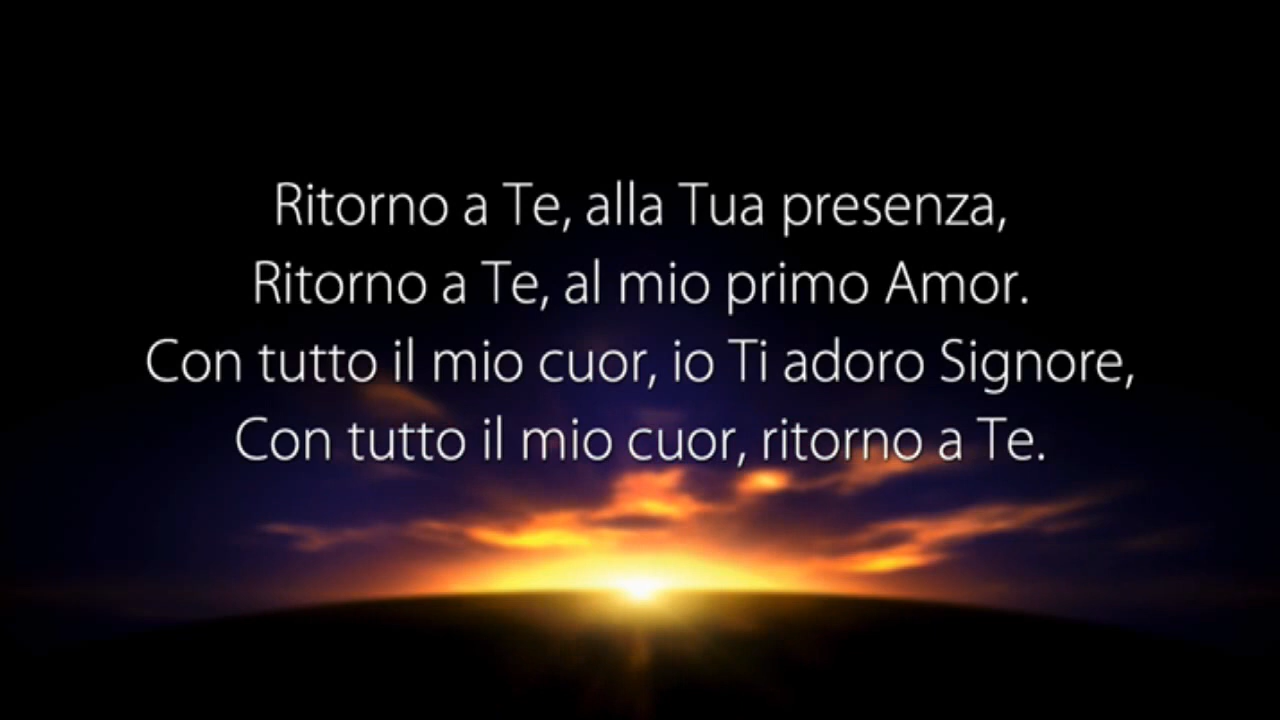 Ritorno a Te, alla Tua presenza,
Ritorno a Te, al mio primo Amor.
Con tutto il mio cuor, io Ti adoro Signore,
Con tutto il mio cuor, ritorno a Te.